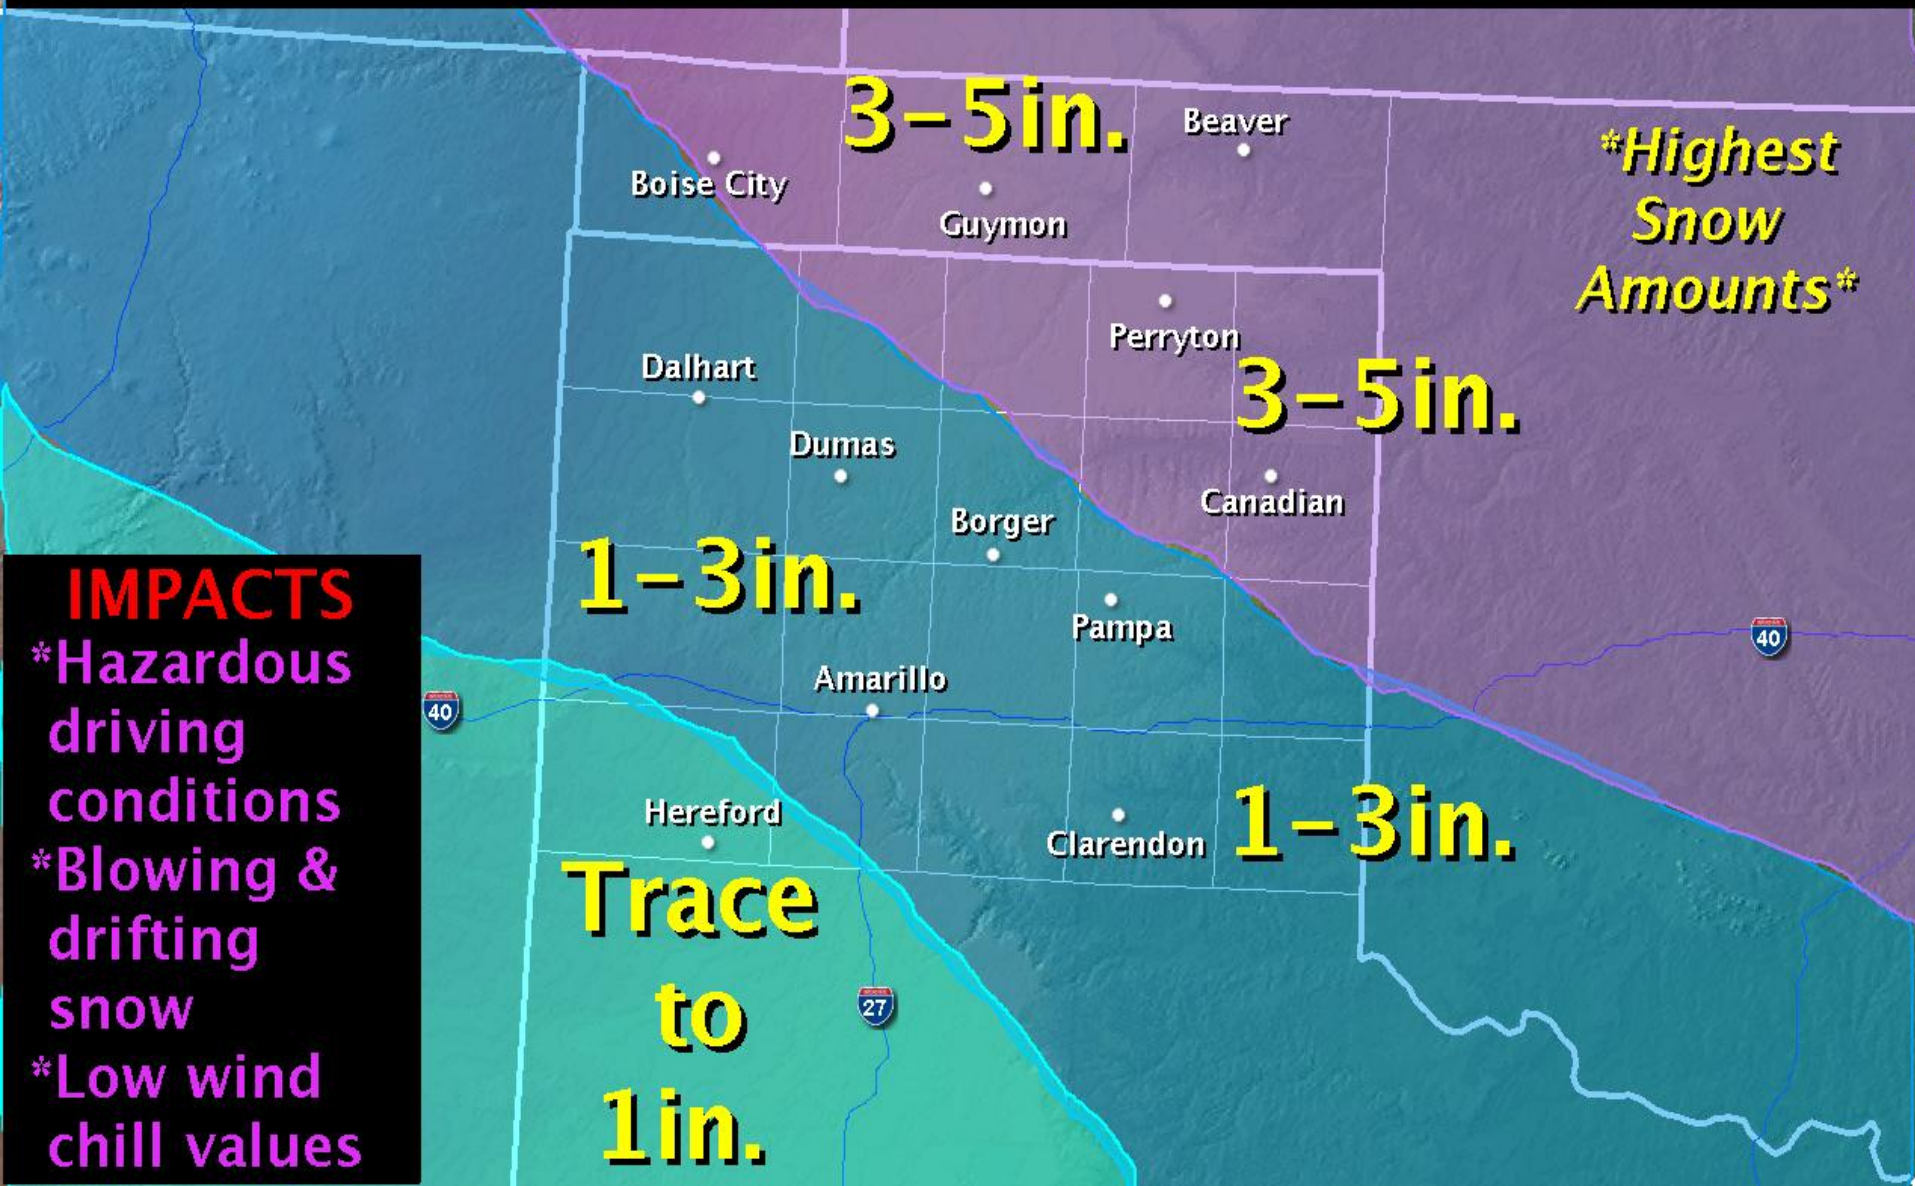 3-5in.
Beaver
*Highest
Snow
Amounts*
Boise City
Guymon
Perryton
Dalhart
3-5in.
Dumas
Canadian
Borger
1-3in.
Pampa
40
Amarillo
40
Hereford
Clarendon
1-3in.
Trace
to
1in.
27
IMPACTS
*Hazardous
driving
conditions
*Blowing &
drifting
snow
*Low wind
chill values